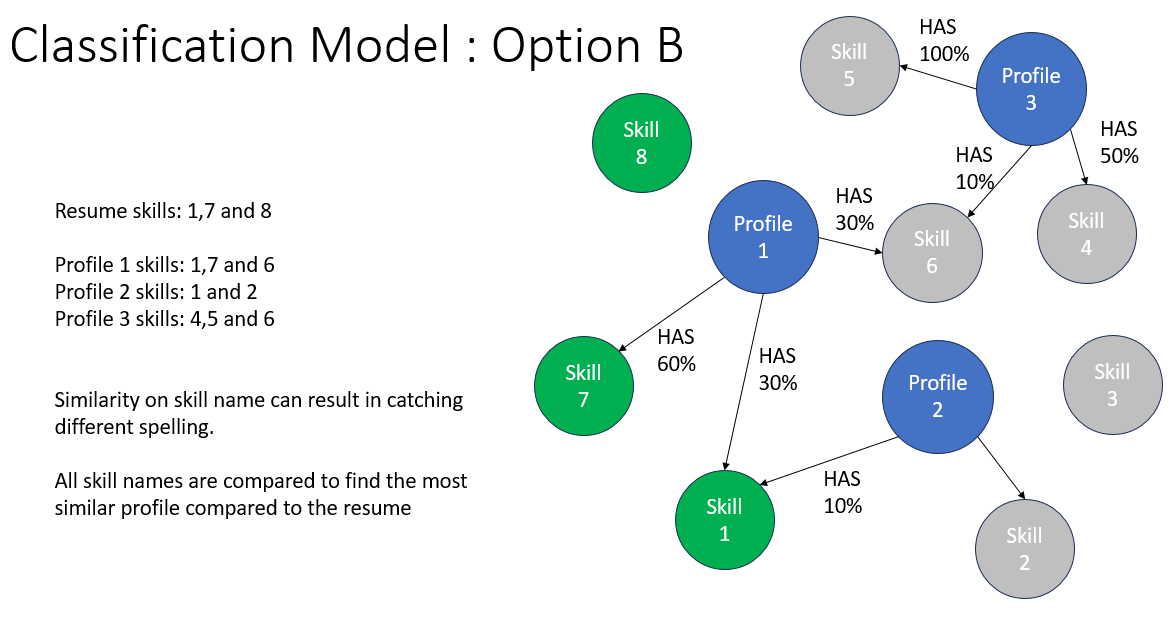 Classification Model : Option B
Resume skills: 1,7 and 8
Profile 1 skills: 1,7 and 6
Profile 2 skills: 1 and 2
Profile 3 skills: 4,5 and 6
Similarity on skill name can result in catching
different spelling.
All skill names are compared to find the most
similar profile compared to the resume
Skill
5
HAS
100%
Profile
3
HAS
50%
HAS
10%
Skill
4
Skill
8
Profile
1
HAS
30%
Skill
6
HAS
60%
HAS
30%
Skill
7
Profile
2
Skill
3
HAS
10%
Skill
1
Skill
2